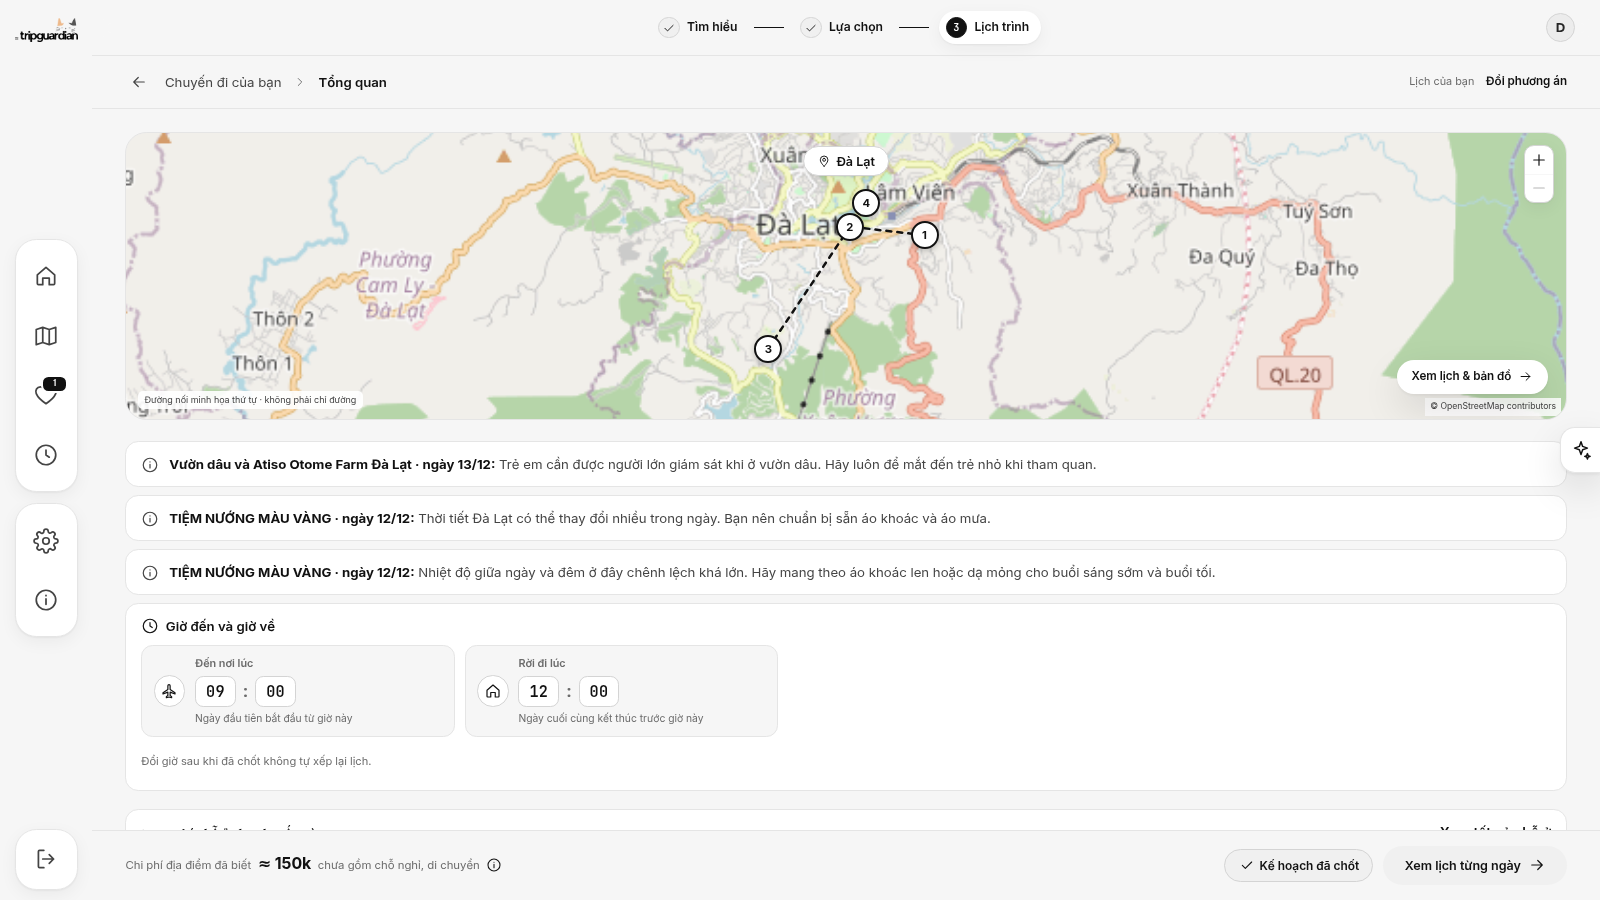 tripguardian
Tìm hiểu
Lựa chọn
3 Lịch trình
D
Chuyến đi của bạn
Tổng quan
Lịch của bạn
Đổi phương án
Đà Lạt
Xuân Thành
Tuý Sơn
Đà Lạt
4
2
1
3
Đa Quý
Đa Thọ
Phường
Cam Ly -
Đà Lạt
Thôn 2
Thôn 1
QL.20
Phường
+
−
Xem lịch & bản đồ
Đường nối minh họa thứ tự · không phải chỉ đường
© OpenStreetMap contributors
1
Vườn dâu và Atiso Otome Farm Đà Lạt · ngày 13/12: Trẻ em cần được người lớn giám sát khi ở vườn dâu. Hãy luôn để mắt đến trẻ nhỏ khi tham quan.
TIỆM NƯỚNG MÀU VÀNG · ngày 12/12: Thời tiết Đà Lạt có thể thay đổi nhiều trong ngày. Bạn nên chuẩn bị sẵn áo khoác và áo mưa.
TIỆM NƯỚNG MÀU VÀNG · ngày 12/12: Nhiệt độ giữa ngày và đêm ở đây chênh lệch khá lớn. Hãy mang theo áo khoác len hoặc dạ mỏng cho buổi sáng sớm và buổi tối.
Giờ đến và giờ về
Đến nơi lúc
09 : 00
Ngày đầu tiên bắt đầu từ giờ này
Rời đi lúc
12 : 00
Ngày cuối cùng kết thúc trước giờ này
Đổi giờ sau khi đã chốt không tự xếp lại lịch.
Chi phí địa điểm đã biết ≈ 150k chưa gồm chỗ nghỉ, di chuyển
Kế hoạch đã chốt
Xem lịch từng ngày